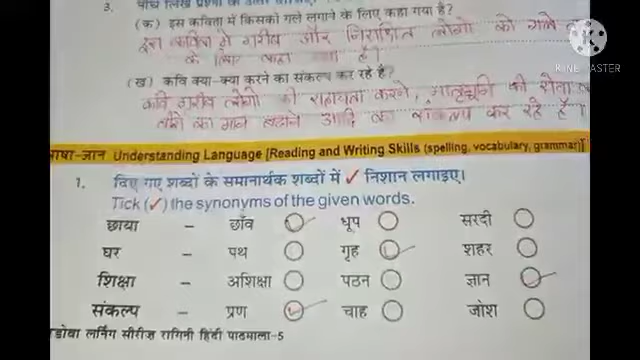 3. पाँच लिखे प्रश्नों के
(क) इस कविता में किसको गले लगाने के लिए कहा गया है?
इस कविता में गरीब और निराश्रित लोगो को गले
के लिए कहा गया है।
(ख) कवि क्या-क्या करने का संकल्प कर रहे है?
कवि गरीब लोगो की सहायता करने, मातृभूमि की सेवा
का मान बढ़ाने आदि का संकल्प कर रहे है।
भाषा-ज्ञान Understanding Language [Reading and Writing Skills (spelling, vocabulary, grammar)]
1. दिए गए शब्दों के समानार्थक शब्दों में ✓ निशान लगाइए।
Tick (✓) the synonyms of the given words.
छाया – छाँव धूप सरदी
घर – पथ गृह शहर
शिक्षा – अशिक्षा पठन ज्ञान
संकल्प – प्रण चाह जोश
डोवा लर्निंग सीरीज़ रागिनी हिंदी पाठमाला-5
KINEMASTER